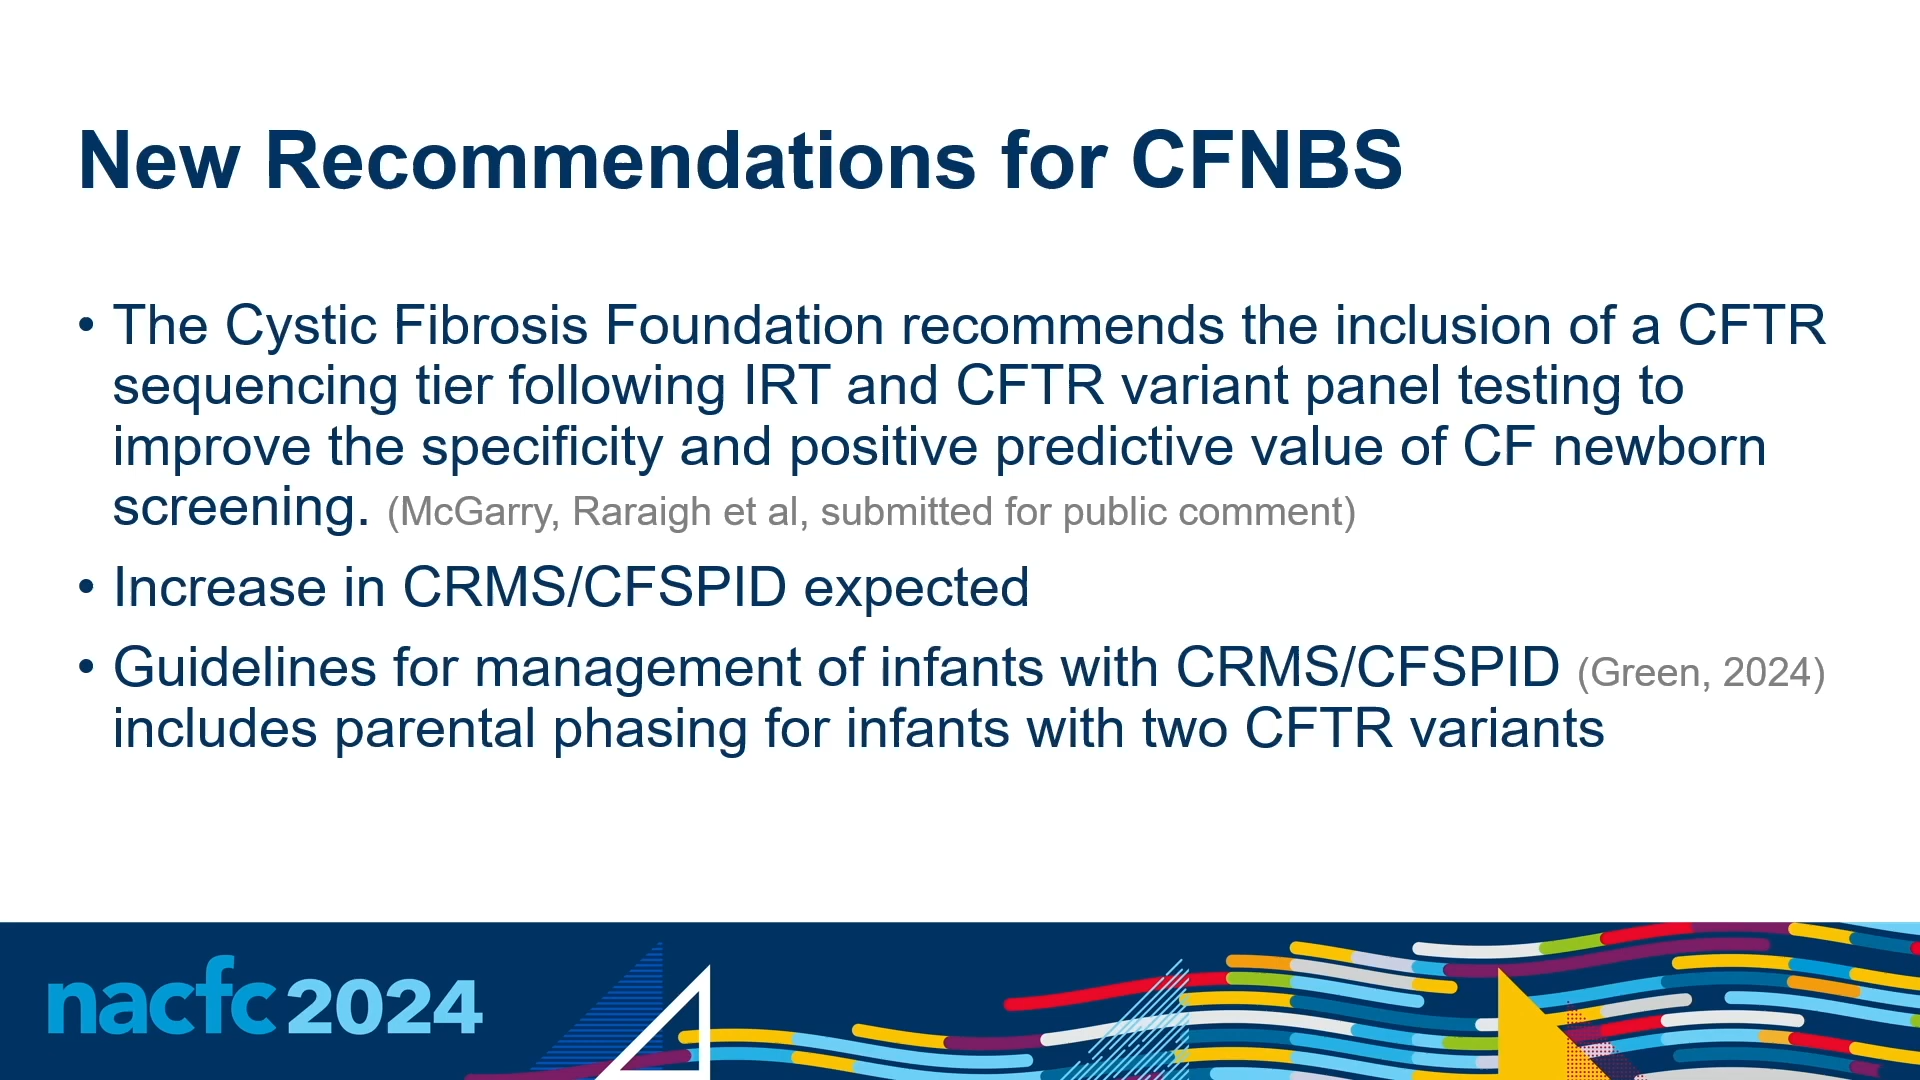 New Recommendations for CFNBS
• The Cystic Fibrosis Foundation recommends the inclusion of a CFTR
sequencing tier following IRT and CFTR variant panel testing to
improve the specificity and positive predictive value of CF newborn
screening. (McGarry, Raraigh et al, submitted for public comment)
• Increase in CRMS/CFSPID expected
• Guidelines for management of infants with CRMS/CFSPID (Green, 2024)
includes parental phasing for infants with two CFTR variants
nacfc 2024